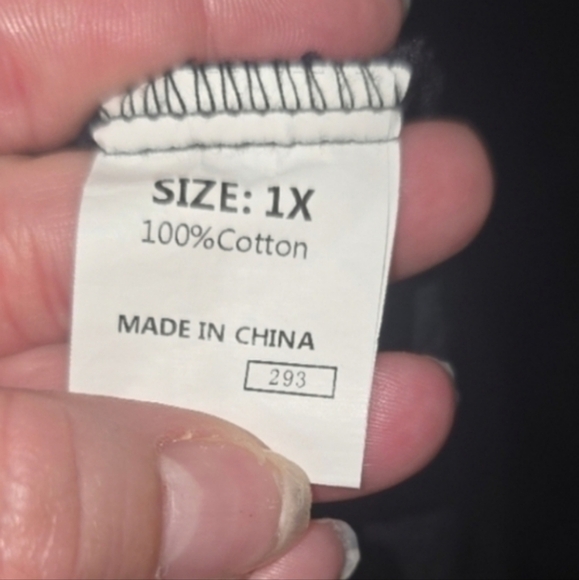 SIZE: 1X
100%Cotton
MADE IN CHINA
293